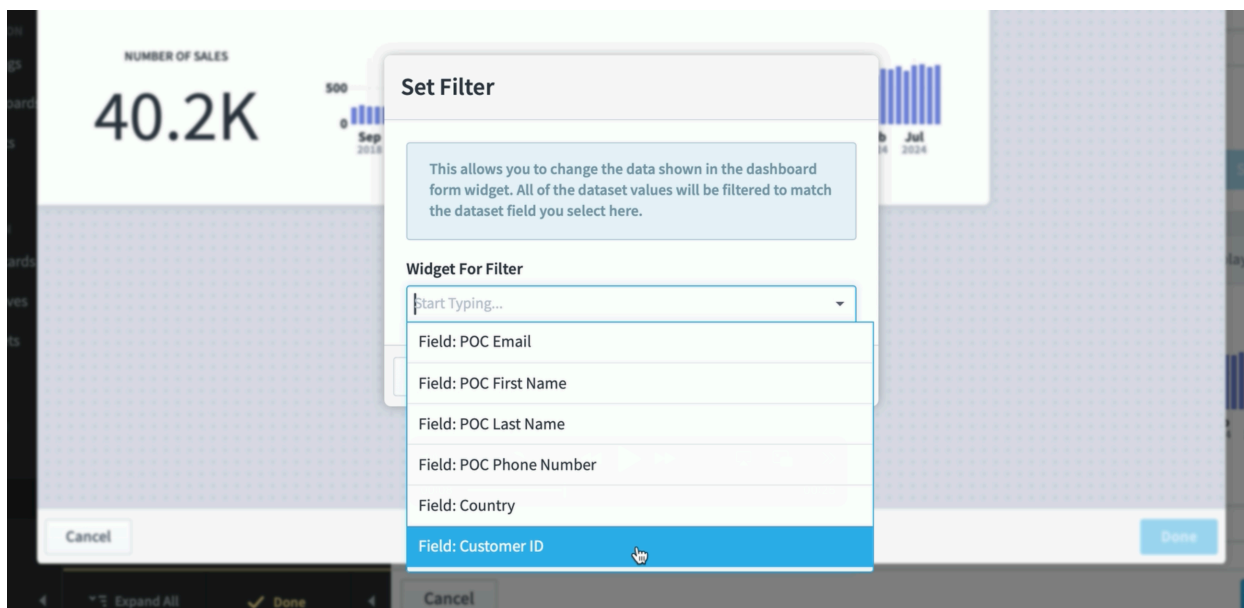 NUMBER OF SALES
40.2K
500
0
Sep
2018
Jul
2024
Set Filter
This allows you to change the data shown in the dashboard
form widget. All of the dataset values will be filtered to match
the dataset field you select here.
Widget For Filter
Start Typing...
Field: POC Email
Field: POC First Name
Field: POC Last Name
Field: POC Phone Number
Field: Country
Field: Customer ID
Cancel
Done
Expand All
Done
Cancel